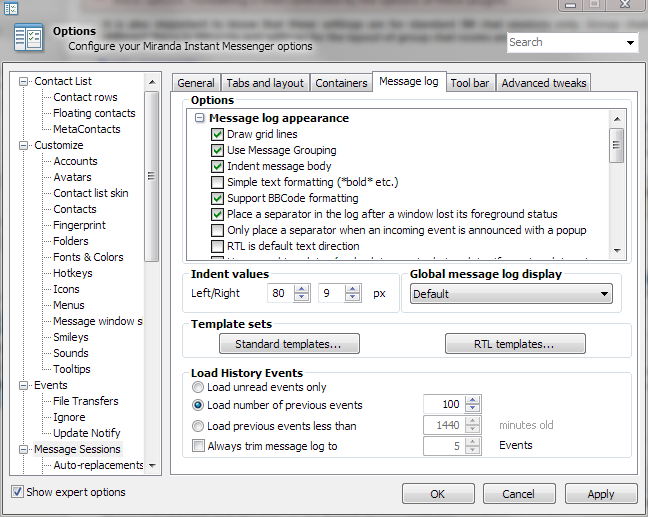 Options
Configure your Miranda Instant Messenger options
Search
Contact List
Contact rows
Floating contacts
MetaContacts
Customize
Accounts
Avatars
Contact list skin
Contacts
Fingerprint
Folders
Fonts & Colors
Hotkeys
Icons
Menus
Message window s
Smileys
Sounds
Tooltips
Events
File Transfers
Ignore
Update Notify
Message Sessions
Auto-replacements
Show expert options
General
Tabs and layout
Containers
Message log
Tool bar
Advanced tweaks
Options
Message log appearance
Draw grid lines
Use Message Grouping
Indent message body
Simple text formatting (*bold* etc.)
Support BBCode formatting
Place a separator in the log after a window lost its foreground status
Only place a separator when an incoming event is announced with a popup
RTL is default text direction
Indent values
Left/Right 80 9 px
Global message log display
Default
Template sets
Standard templates... RTL templates...
Load History Events
Load unread events only
Load number of previous events 100
Load previous events less than 1440 minutes old
Always trim message log to 5 Events
OK Cancel Apply